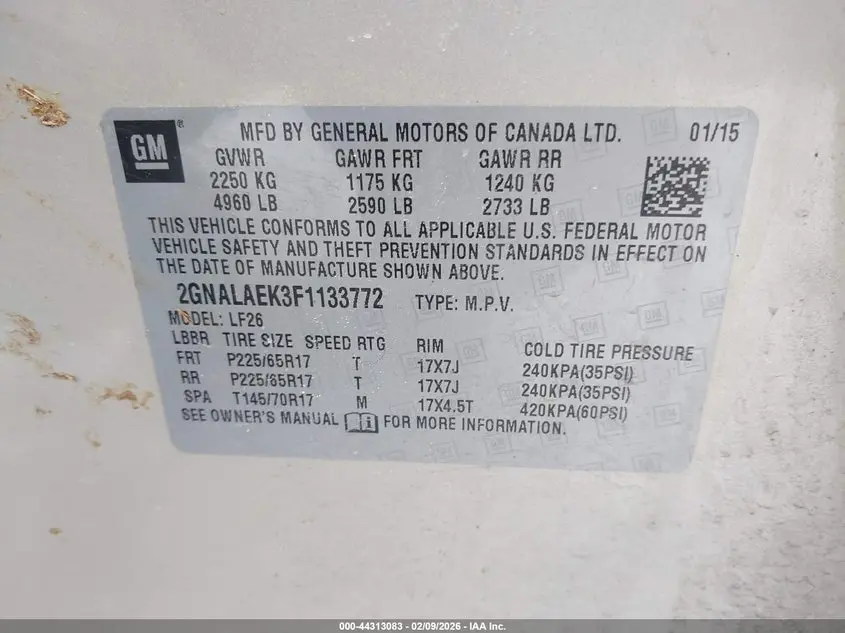 GM ® MFD BY GENERAL MOTORS OF CANADA LTD. 01/15
GVWR GAWR FRT GAWR RR
2250 KG 1175 KG 1240 KG
4960 LB 2590 LB 2733 LB
THIS VEHICLE CONFORMS TO ALL APPLICABLE U.S. FEDERAL MOTOR
VEHICLE SAFETY AND THEFT PREVENTION STANDARDS IN EFFECT ON
THE DATE OF MANUFACTURE SHOWN ABOVE.
2GNALAEK3F1133772 TYPE: M.P.V.
MODEL: LF26
LBBR TIRE SIZE SPEED RTG RIM COLD TIRE PRESSURE
FRT P225/65R17 T 17X7J 240KPA(35PSI)
RR P225/65R17 T 17X7J 240KPA(35PSI)
SPA T145/70R17 M 17X4.5T 420KPA(60PSI)
SEE OWNER'S MANUAL FOR MORE INFORMATION.
000-44313083 - 02/09/2026 - IAA Inc.